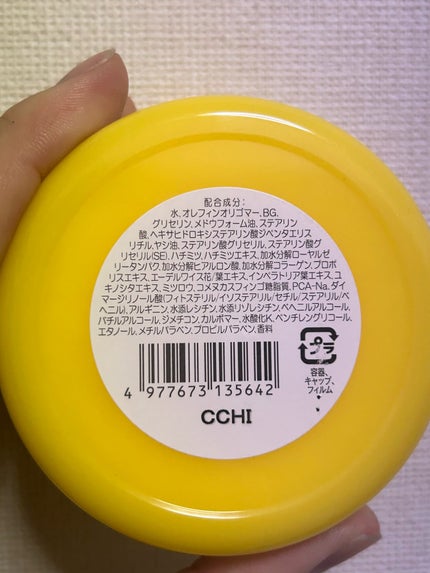 配合成分:
水、オレフィンオリゴマー、BG、
グリセリン、メドウフォーム油、ステアリン
酸、ヘキサヒドロキシステアリン酸ジペンタエリス
リチル、ヤシ油、ステアリン酸グリセリル、ステアリン酸グ
リセリル(SE)、ハチミツ、ハチミツエキス、加水分解ローヤルゼ
リータンパク、加水分解ヒアルロン酸、加水分解コラーゲン、プロポ
リスエキス、エーデルワイス花/葉エキス、インペラトリア葉エキス、ユ
キノシタエキス、ミツロウ、コメヌカスフィンゴ糖脂質、PCA-Na、ダイ
マージリノール酸(フィトステリル/イソステアリル/セチル/ステアリル/ベ
ヘニル)、アルギニン、水添レシチン、水添リゾレシチン、ベヘニルアルコール、
バチルアルコール、ジメチコン、カルボマー、水酸化K、ペンチレングリコール、
エタノール、メチルパラベン、プロピルパラベン、香料
プラ
容器、
キャップ、
フィルム
4 977673 135642
CCHI